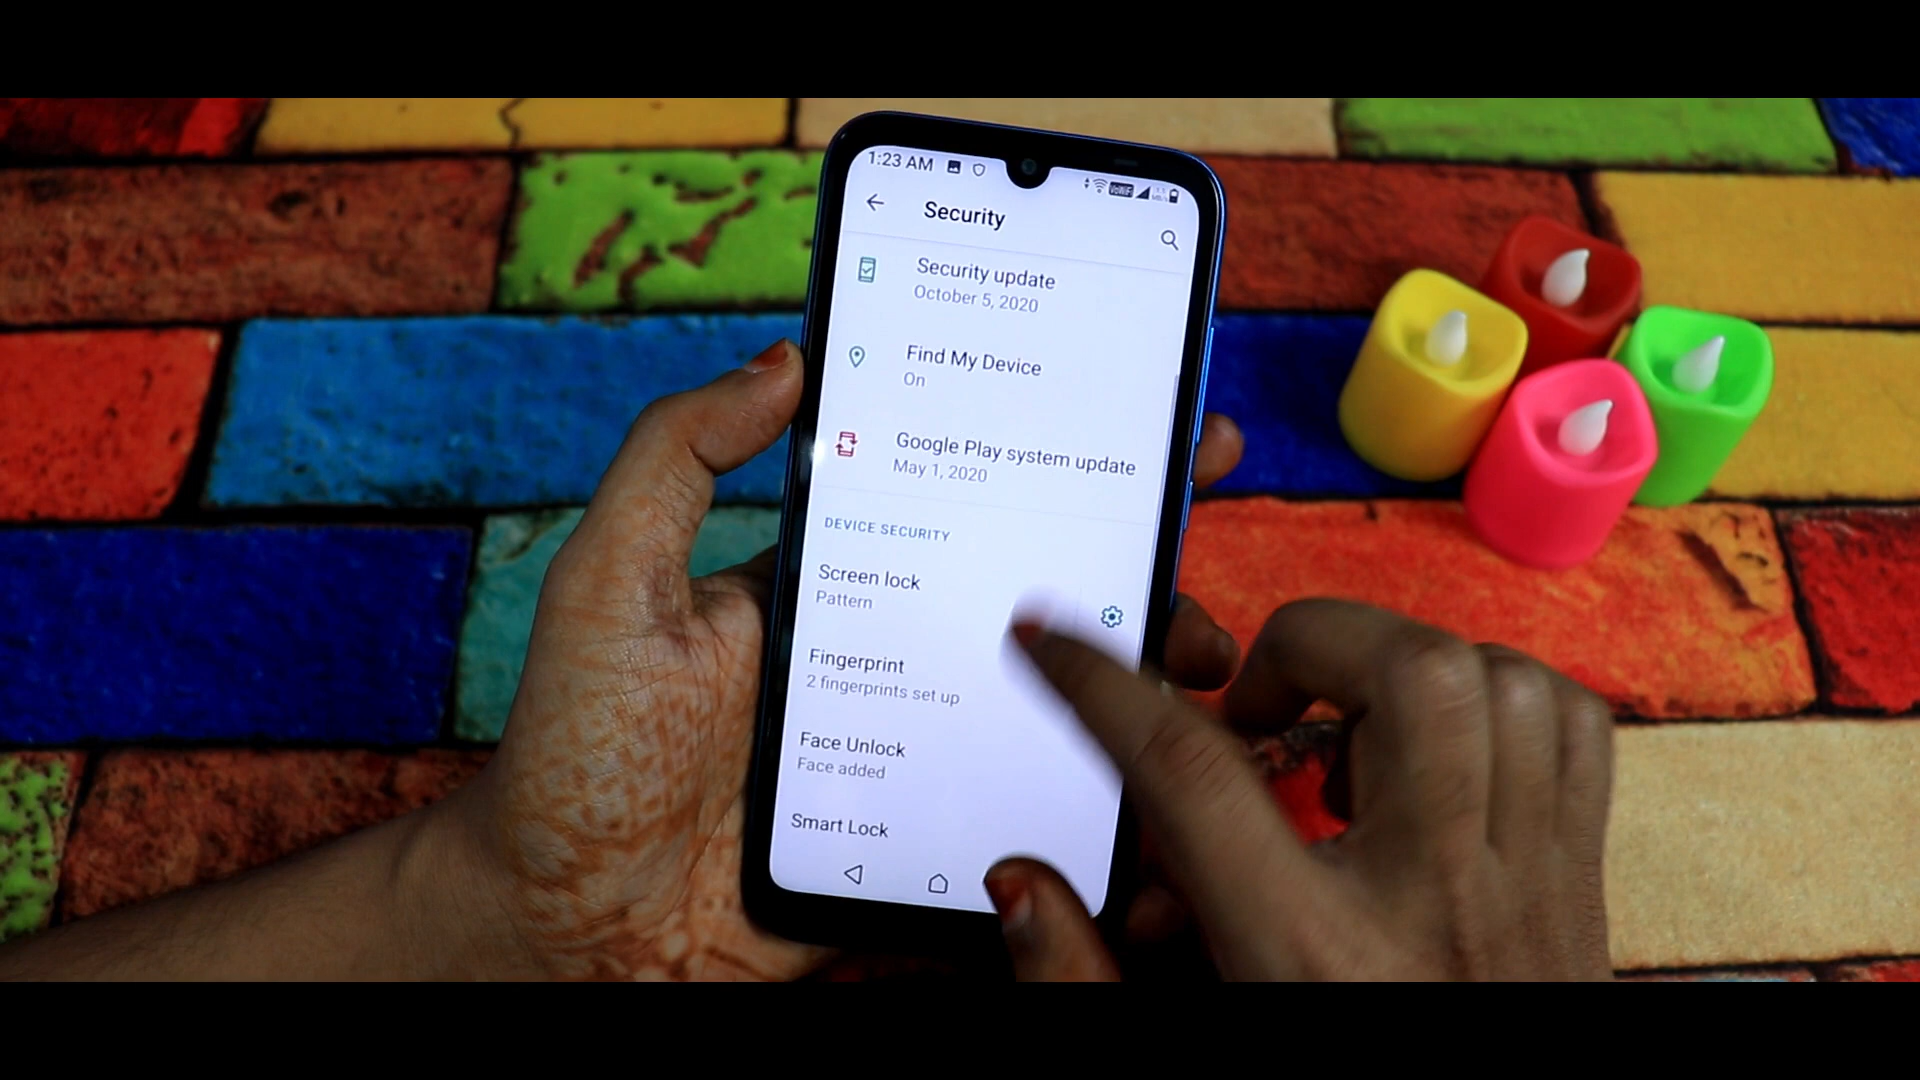 1:23 AM
VoWiFi
Security
Security update
October 5, 2020
Find My Device
On
Google Play system update
May 1, 2020
DEVICE SECURITY
Screen lock
Pattern
Fingerprint
2 fingerprints set up
Face Unlock
Face added
Smart Lock